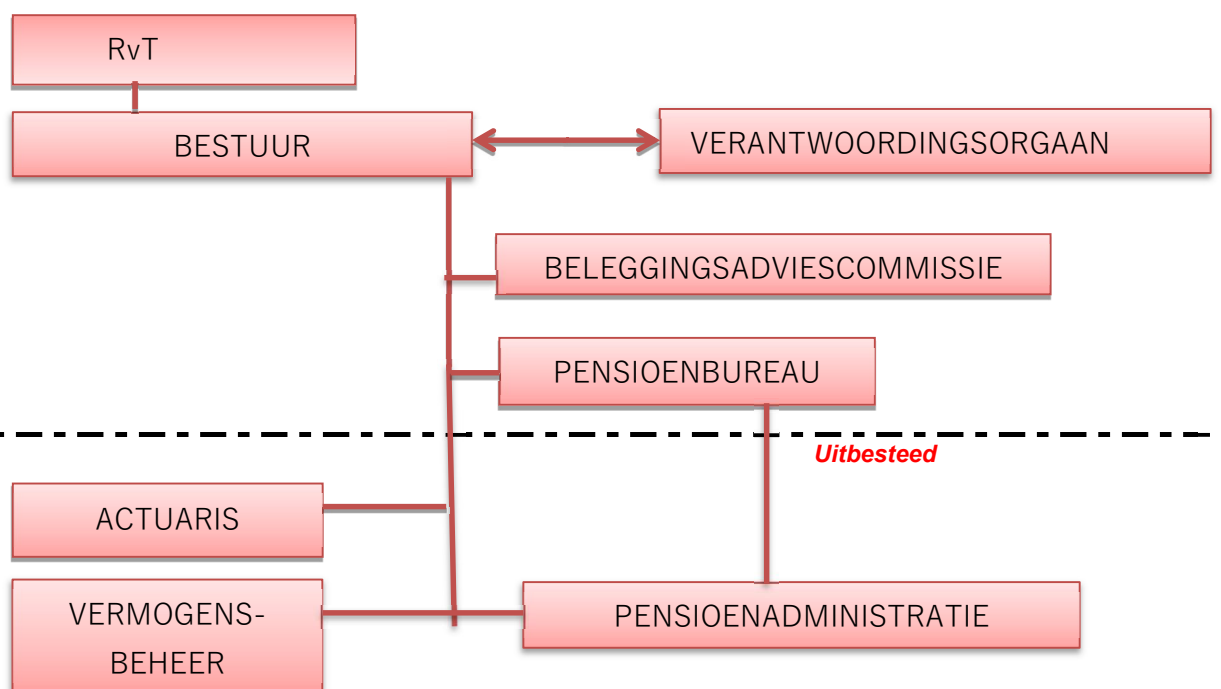 RvT
BESTUUR
VERANTWOORDINGSORGAAN
BELEGGINGSADVIESCOMMISSIE
PENSIOENBUREAU
Uitbesteed
ACTUARIS
VERMOGENS-
BEHEER
PENSIOENADMINISTRATIE